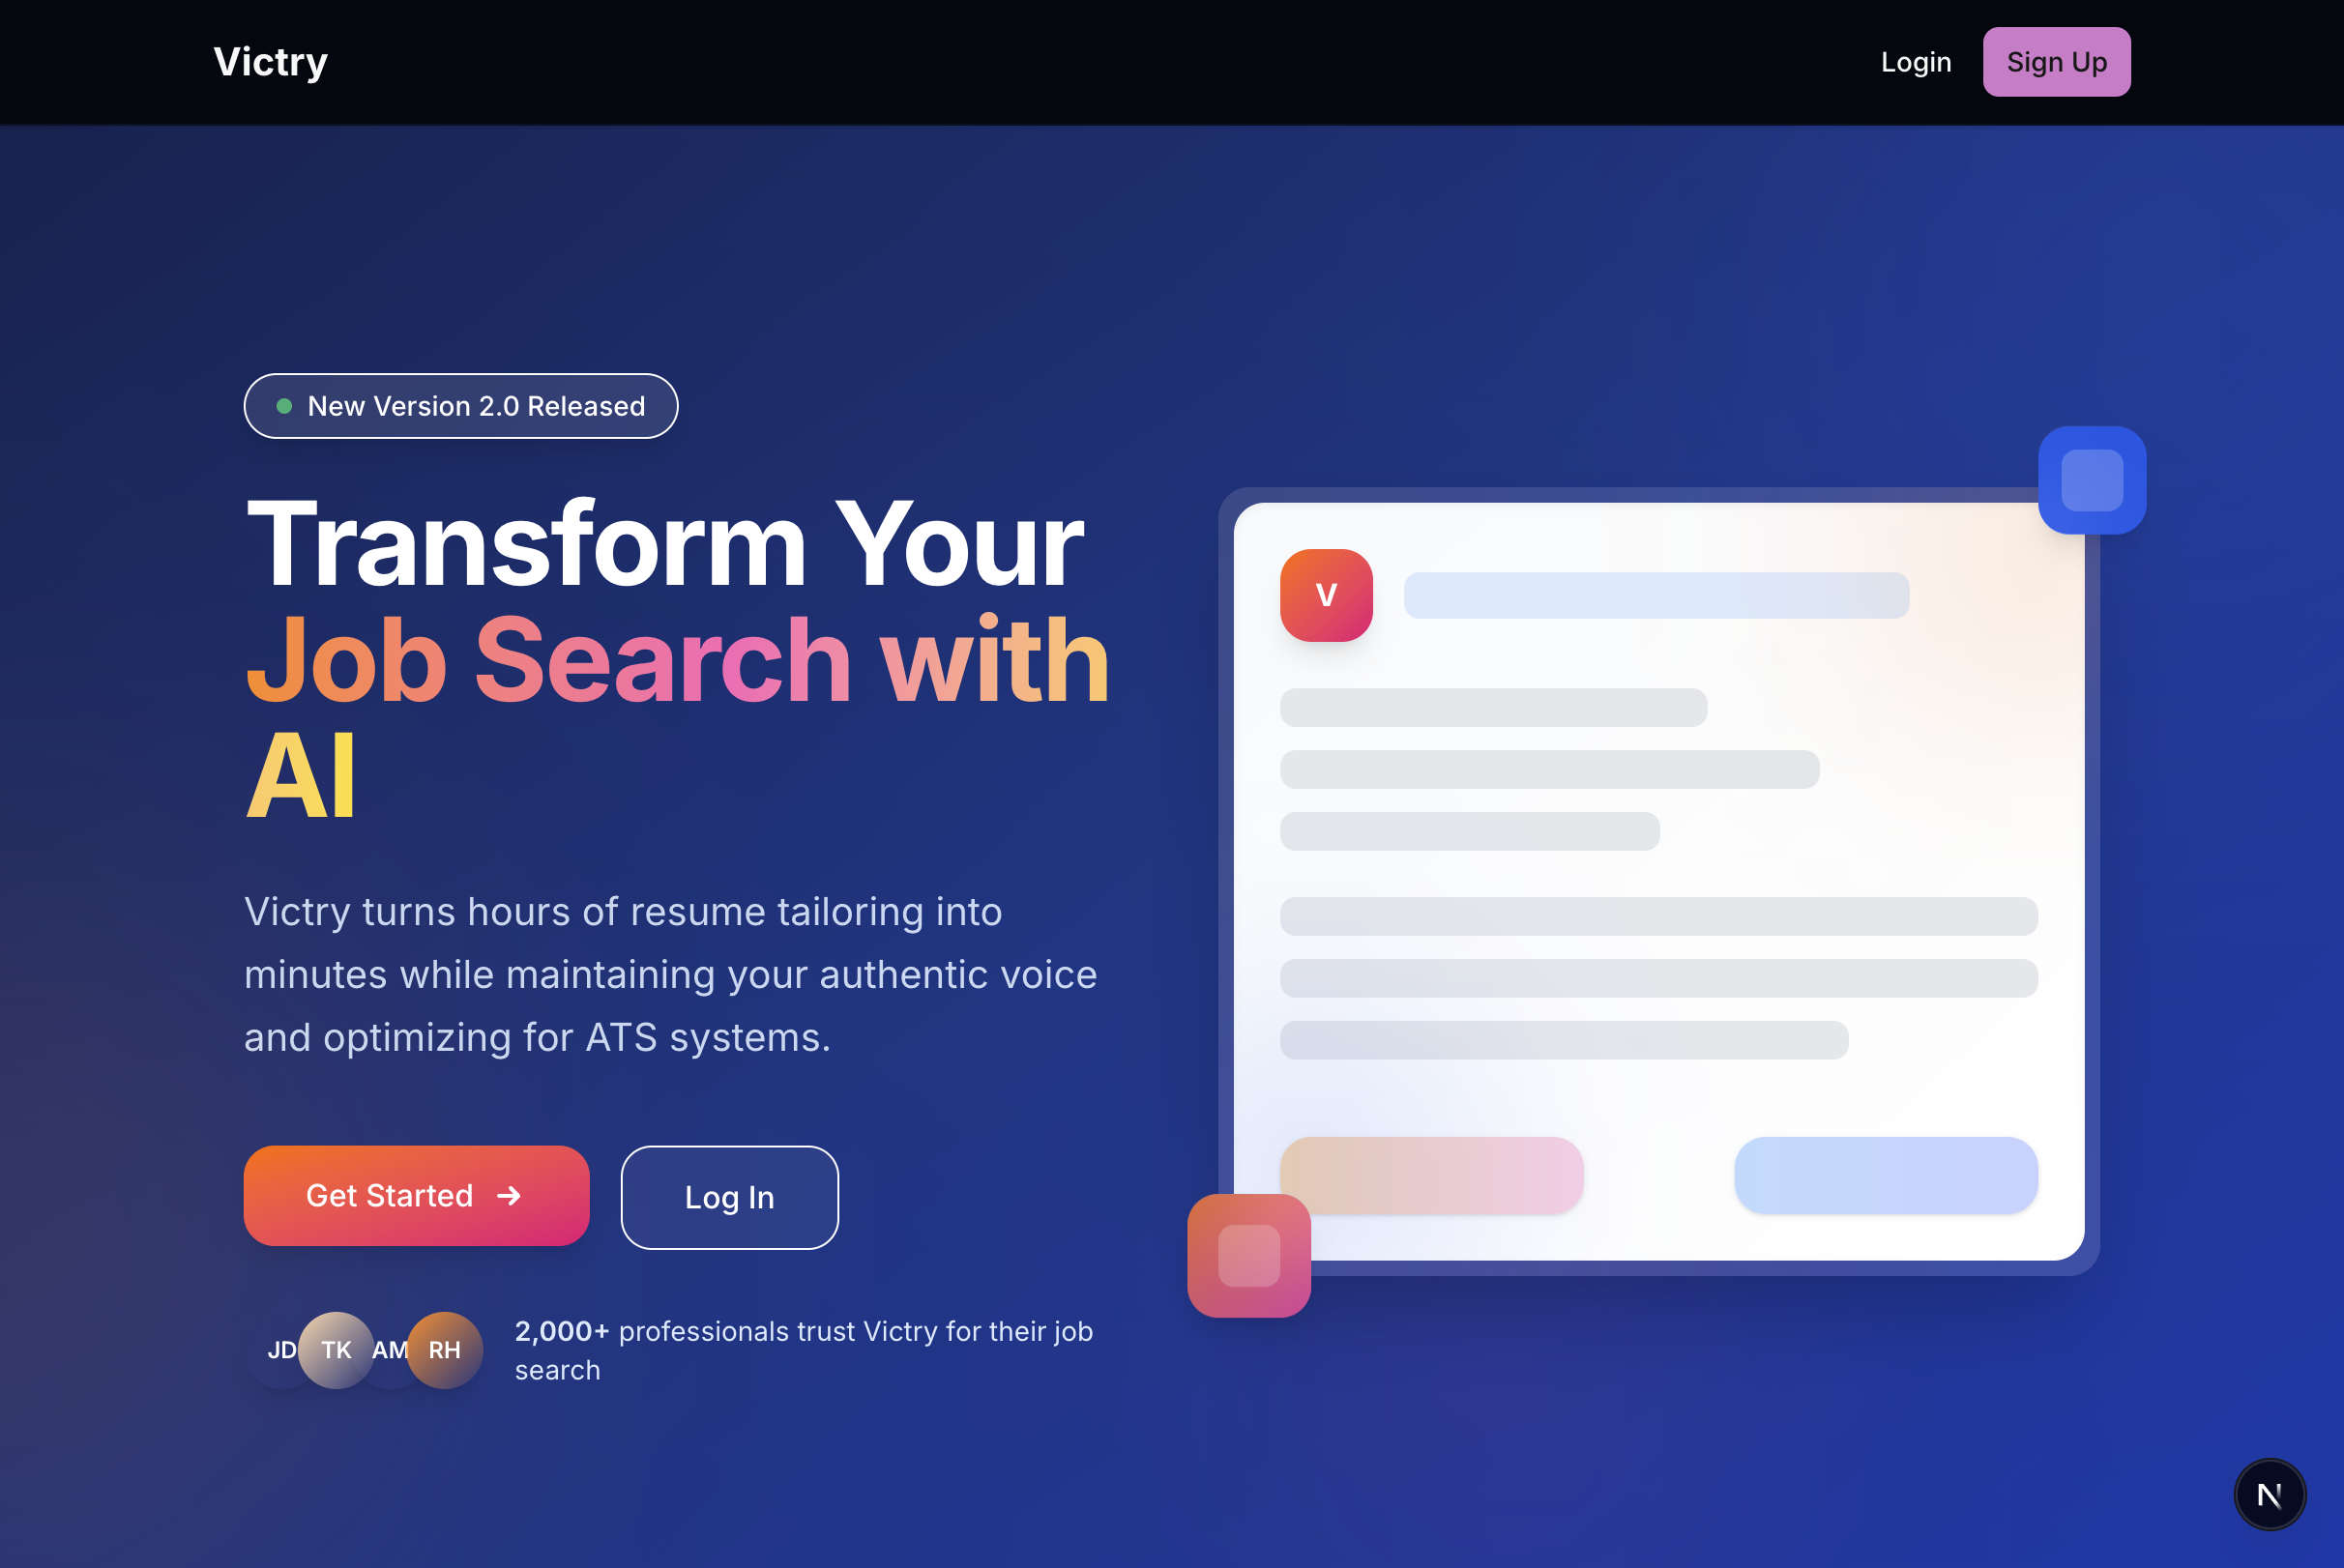 Victry
Login
Sign Up
New Version 2.0 Released
Transform Your
Job Search with
AI
Victry turns hours of resume tailoring into
minutes while maintaining your authentic voice
and optimizing for ATS systems.
Get Started →
Log In
JD
TK
AM
RH
2,000+ professionals trust Victry for their job
search
V
N